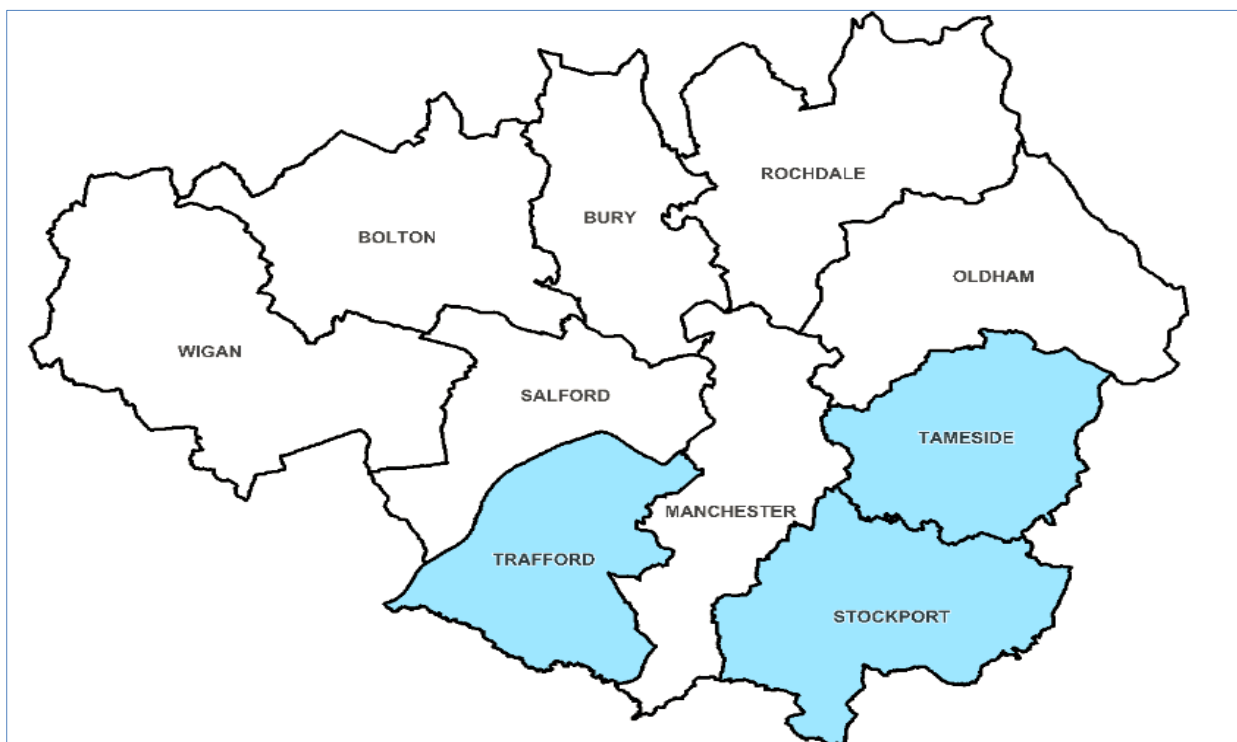 ROCHDALE
BURY
BOLTON
OLDHAM
WIGAN
SALFORD
TAMESIDE
MANCHESTER
TRAFFORD
STOCKPORT